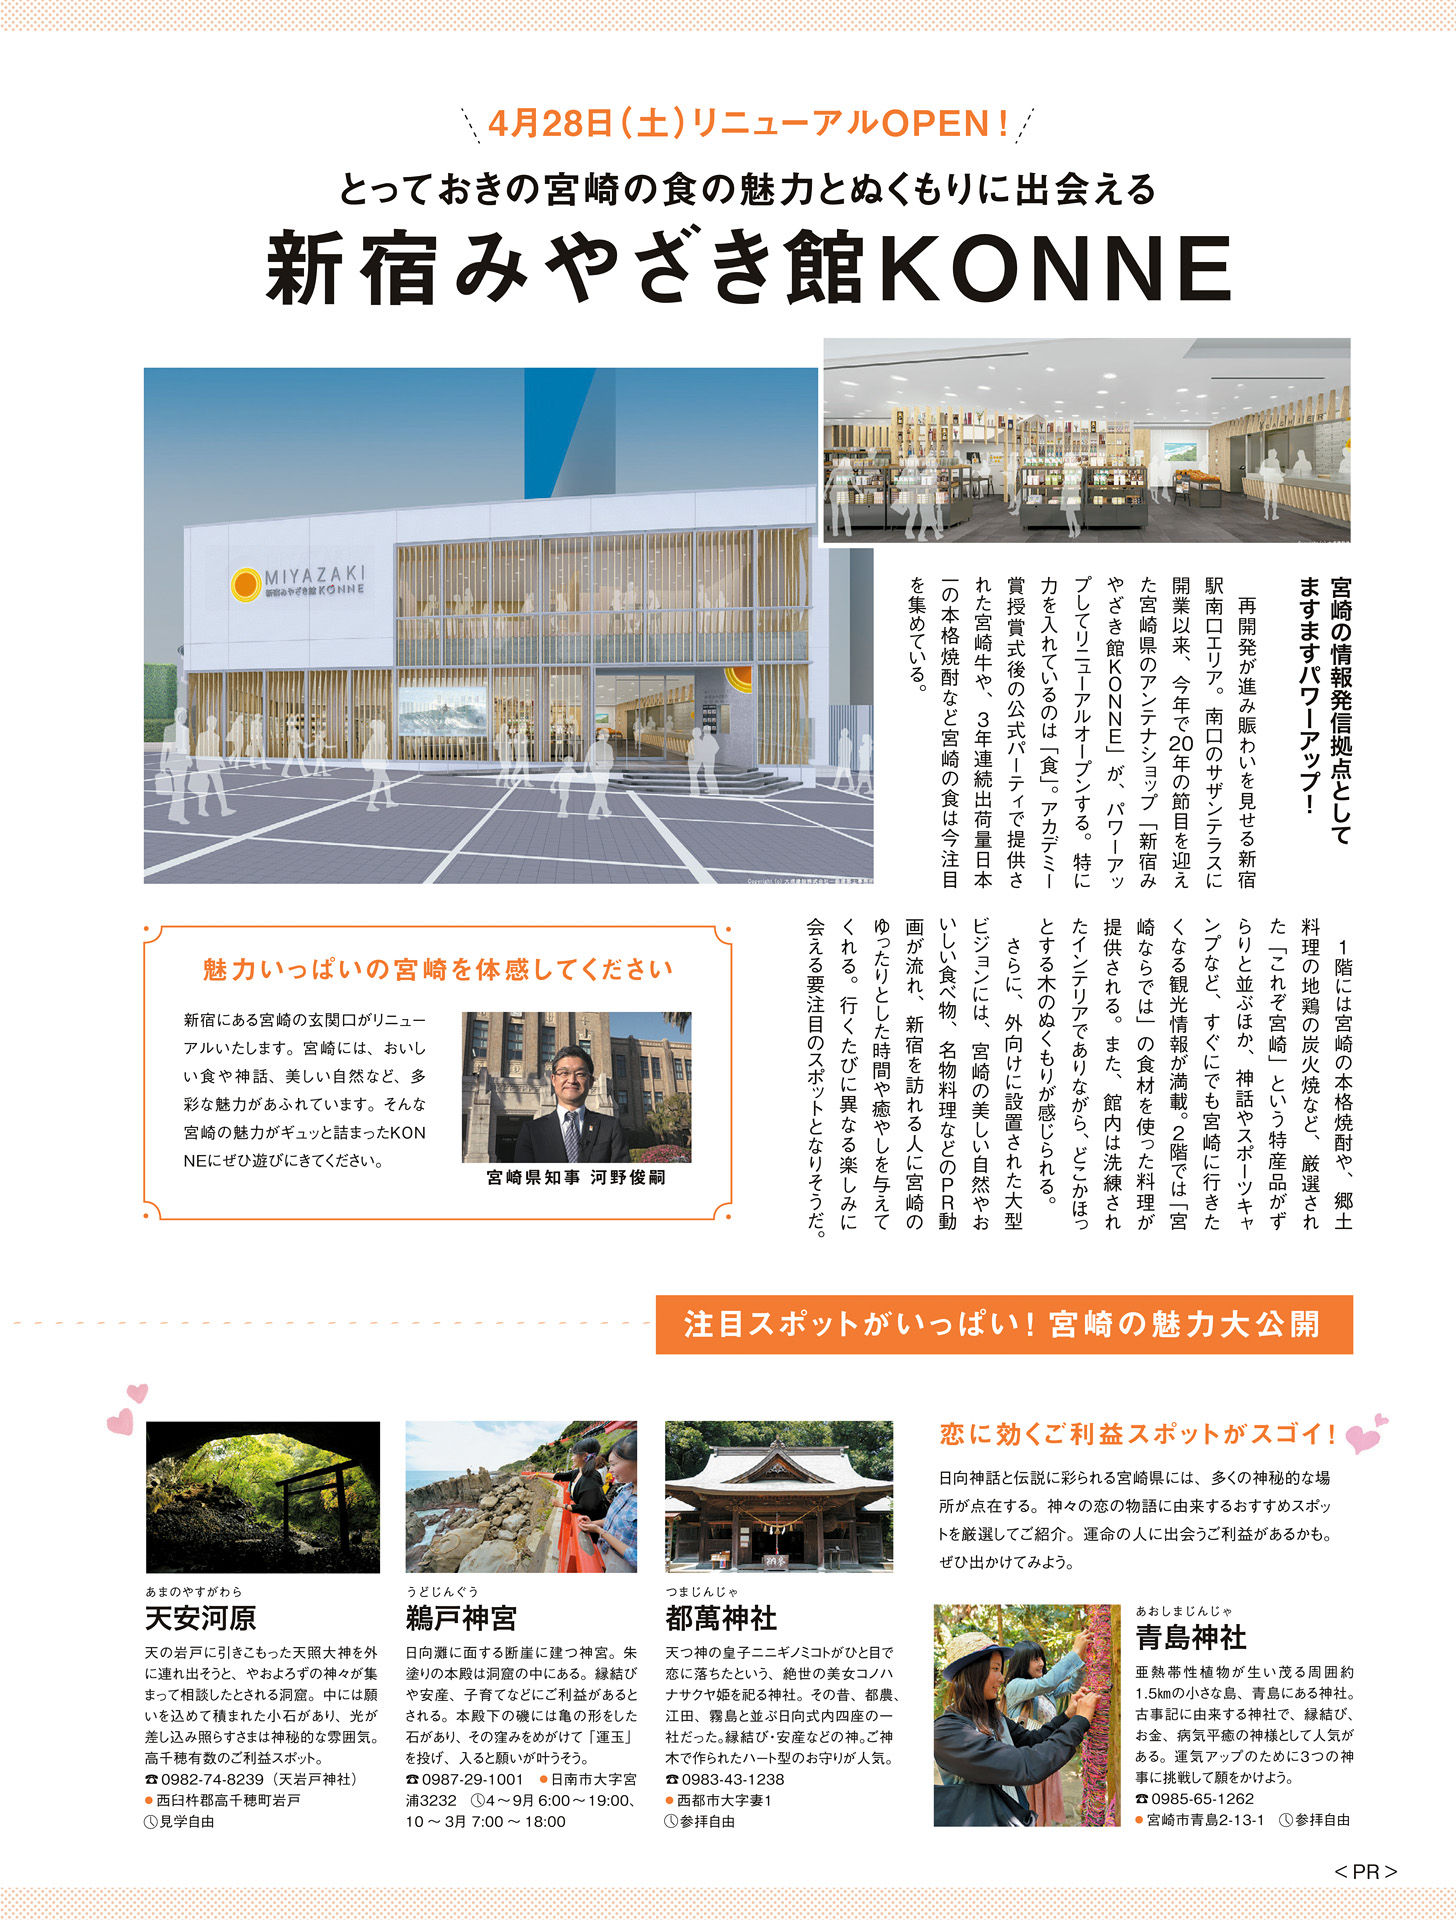 4月28日（土）リニューアルOPEN！
とっておきの宮崎の食の魅力とぬくもりに出会える
新宿みやざき館KONNE
MIYAZAKI
新宿みやざき館KONNE
宮崎の情報発信拠点として
ますますパワーアップ！
再開発が進み賑わいを見せる新宿
駅南口エリア。南口のサザンテラスに
開業以来、今年で20年の節目を迎え
た宮崎県のアンテナショップ「新宿み
やざき館KONNE」が、パワーアッ
プしてリニューアルオープンする。特に
力を入れているのは「食」。アカデミー
賞授賞式後の公式パーティで提供さ
れた宮崎牛や、3年連続出荷量日本
一の本格焼酎など宮崎の食は今注目
を集めている。
1階には宮崎の本格焼酎や、郷土
料理の地鶏の炭火焼など、厳選され
た「これぞ宮崎」という特産品がず
らりと並ぶほか、神話やスポーツキャ
ンプなど、すぐにでも宮崎に行きた
くなる観光情報が満載。2階では「宮
崎ならでは」の食材を使った料理が
提供される。また、館内は洗練され
たインテリアでありながら、どこかほっ
とする木のぬくもりが感じられる。
さらに、外向けに設置された大型
ビジョンには、宮崎の美しい自然やお
いしい食べ物、名物料理などのPR動
画が流れ、新宿を訪れる人に宮崎の
ゆったりとした時間や癒やしを与えて
くれる。行くたびに異なる楽しみに
会える要注目のスポットとなりそうだ。
魅力いっぱいの宮崎を体感してください
新宿にある宮崎の玄関口がリニュー
アルいたします。宮崎には、おいし
い食や神話、美しい自然など、多
彩な魅力があふれています。そんな
宮崎の魅力がギュッと詰まったKON
NEにぜひ遊びにきてください。
宮崎県知事 河野俊嗣
注目スポットがいっぱい！宮崎の魅力大公開
恋に効くご利益スポットがスゴイ！
日向神話と伝説に彩られる宮崎県には、多くの神秘的な場
所が点在する。神々の恋の物語に由来するおすすめスポッ
トを厳選してご紹介。運命の人に出会うご利益があるかも。
ぜひ出かけてみよう。
あまのやすがわら
天安河原
天の岩戸に引きこもった天照大神を外
に連れ出そうと、やおよろずの神々が集
まって相談したとされる洞窟。中には願
いを込めて積まれた小石があり、光が
差し込み照らすさまは神秘的な雰囲気。
高千穂有数のご利益スポット。
☎0982-74-8239（天岩戸神社）
●西臼杵郡高千穂町岩戸
見学自由
うどじんぐう
鵜戸神宮
日向灘に面する断崖に建つ神宮。朱
塗りの本殿は洞窟の中にある。縁結び
や安産、子育てなどにご利益があると
される。本殿下の磯には亀の形をした
石があり、その窪みをめがけて「運玉」
を投げ、入ると願いが叶うそう。
☎0987-29-1001 ●日南市大字宮
浦3232 4～9月 6:00～19:00、
10～3月 7:00～18:00
つまじんじゃ
都萬神社
天つ神の皇子ニニギノミコトがひと目で
恋に落ちたという、絶世の美女コノハ
ナサクヤ姫を祀る神社。その昔、都農、
江田、霧島と並ぶ日向式内四座の一
社だった。縁結び・安産などの神。ご神
木で作られたハート型のお守りが人気。
☎0983-43-1238
●西都市大字妻1
参拝自由
あおしまじんじゃ
青島神社
亜熱帯性植物が生い茂る周囲約
1.5㎞の小さな島、青島にある神社。
古事記に由来する神社で、縁結び、
お金、病気平癒の神様として人気が
ある。運気アップのために3つの神
事に挑戦して願をかけよう。
☎0985-65-1262
●宮崎市青島2-13-1 参拝自由
＜PR＞